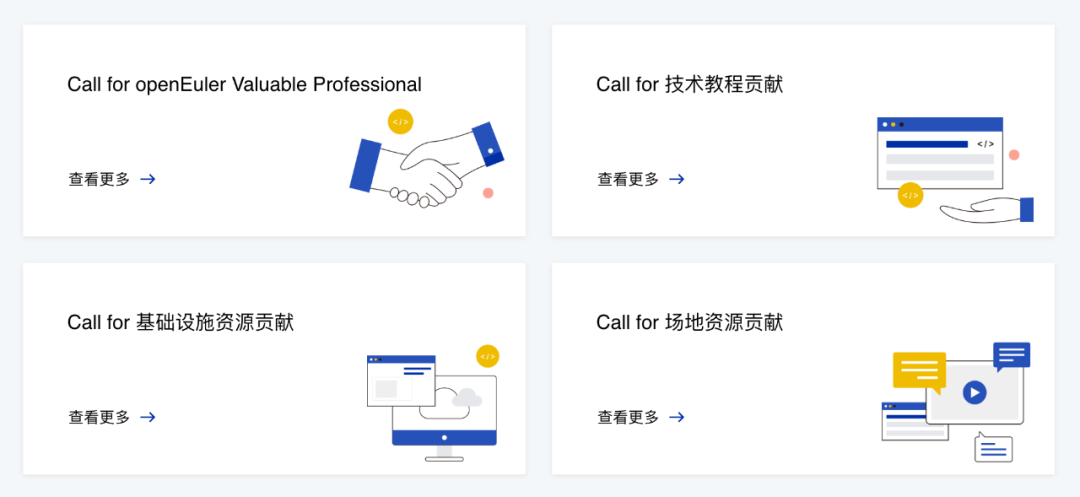 Call for openEuler Valuable Professional
</>
查看更多 →
Call for 技术教程贡献
</>
</>
查看更多 →
Call for 基础设施资源贡献
</>
查看更多 →
Call for 场地资源贡献
查看更多 →